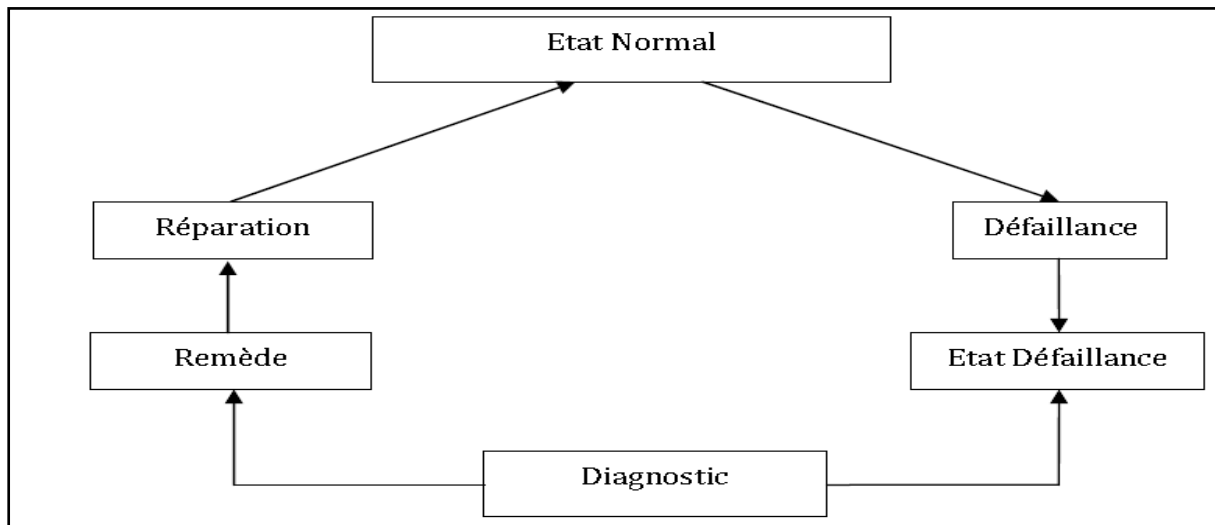 Etat Normal
Réparation
Défaillance
Remède
Etat Défaillance
Diagnostic